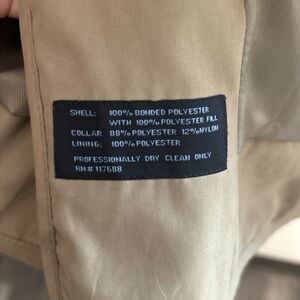 SHELL: 100% BONDED POLYESTER
WITH 100% POLYESTER FILL
COLLAR 88% POLYESTER 12% NYLON
LINING: 100% POLYESTER
PROFESSIONALLY DRY CLEAN ONLY
RN# 117688